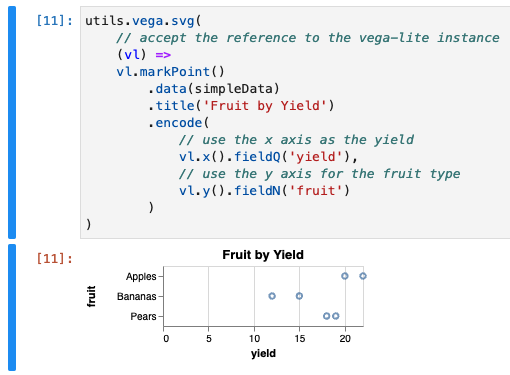 [11]:
utils.vega.svg(
// accept the reference to the vega-lite instance
(vl) =>
vl.markPoint()
.data(simpleData)
.title('Fruit by Yield')
.encode(
// use the x axis as the yield
vl.x().fieldQ('yield'),
// use the y axis for the fruit type
vl.y().fieldN('fruit')
)
)
[11]:
Fruit by Yield
fruit
Apples
Bananas
Pears
0 5 10 15 20
yield